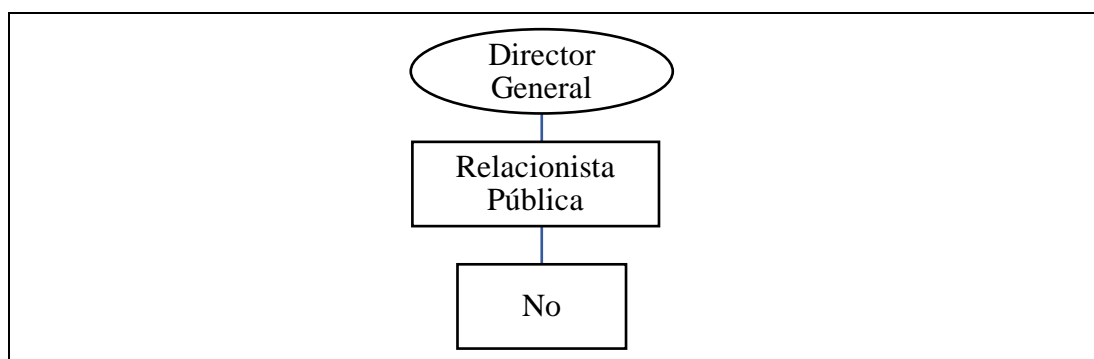 Director
General
Relacionista
Pública
No